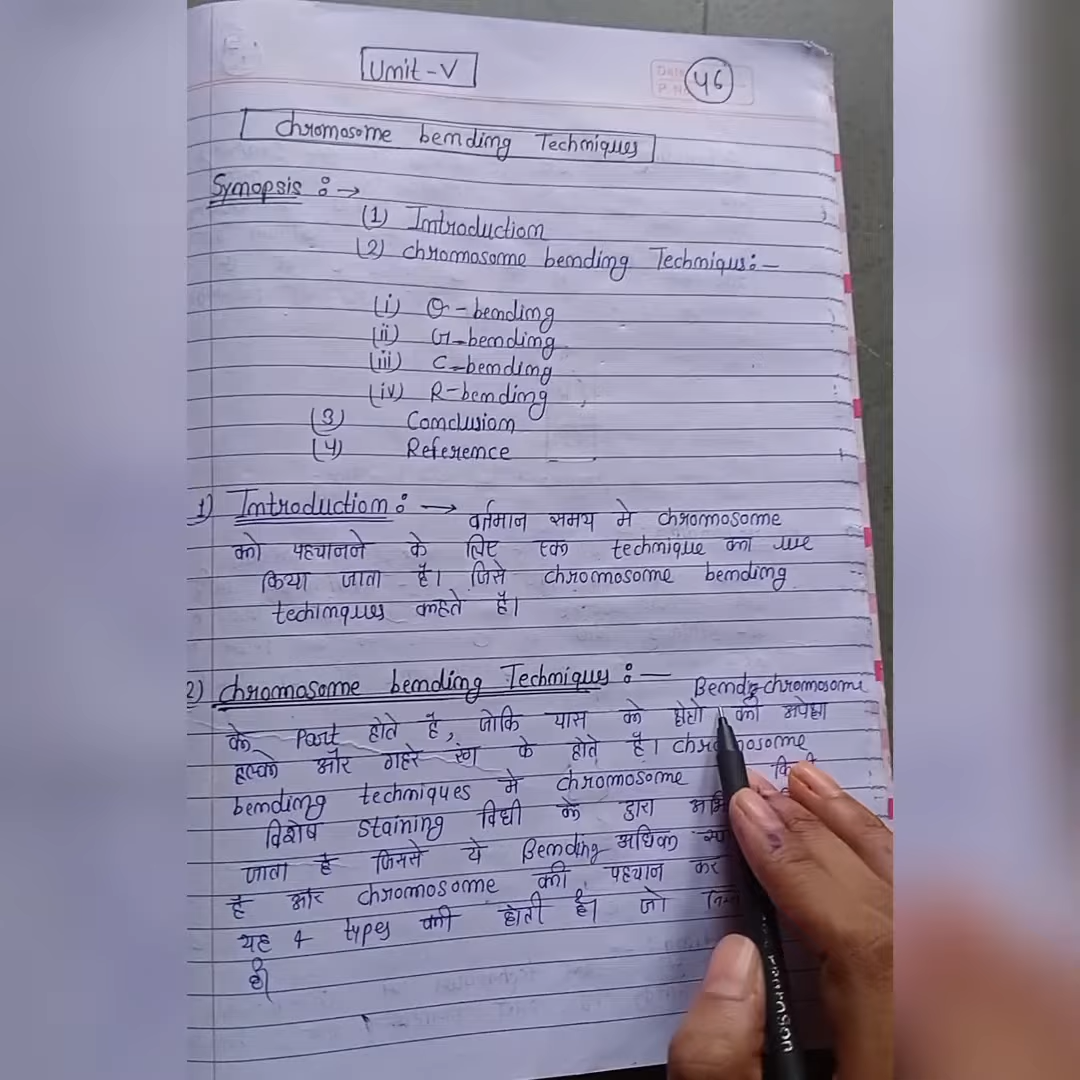 Unit-V
46
Chromosome bending Techniques
Synopsis :→
(1) Introduction
(2) chromosome bending Techniqus:-
(i) Q-bending
(ii) G-bending
(iii) C-bending
(iv) R-bending
(3) Conclusion
(4) Reference
1) Introduction :→ वर्तमान समय मे chromosome
को पहचानने के लिए एक technique का use
किया जाता है। जिसे chromosome bending
techinques कहते है।
2) chromosome bending Techniques :— Bendg-chromosome
के Part होते है, जोकि पास के क्षेत्रो की अपेक्षा
हल्के और गहरे रंग के होते है। chromosome
bending techniques मे chromosome
विशेष staining विधी के द्वारा
जाता है जिससे ये Bending अधिक
है और chromosome की पहचान कर
यह 4 types की होती है। जो
है।